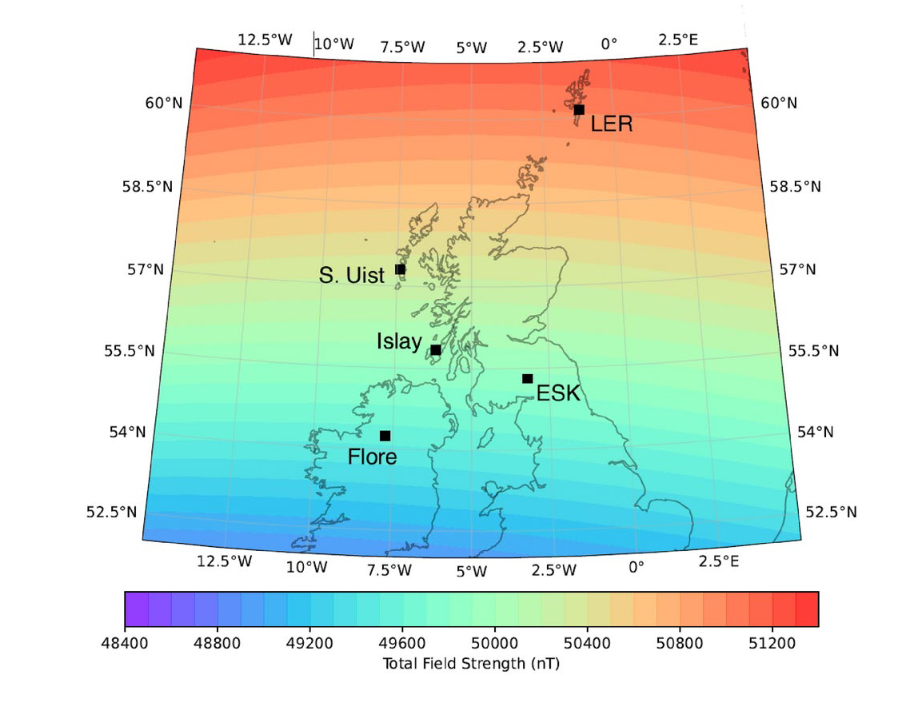 12.5°W 10°W 7.5°W 5°W 2.5°W 0° 2.5°E
60°N 60°N
LER
58.5°N 58.5°N
57°N 57°N
S. Uist
Islay
55.5°N 55.5°N
ESK
54°N 54°N
Flore
52.5°N 52.5°N
12.5°W 10°W 7.5°W 5°W 2.5°W 0° 2.5°E
48400 48800 49200 49600 50000 50400 50800 51200
Total Field Strength (nT)